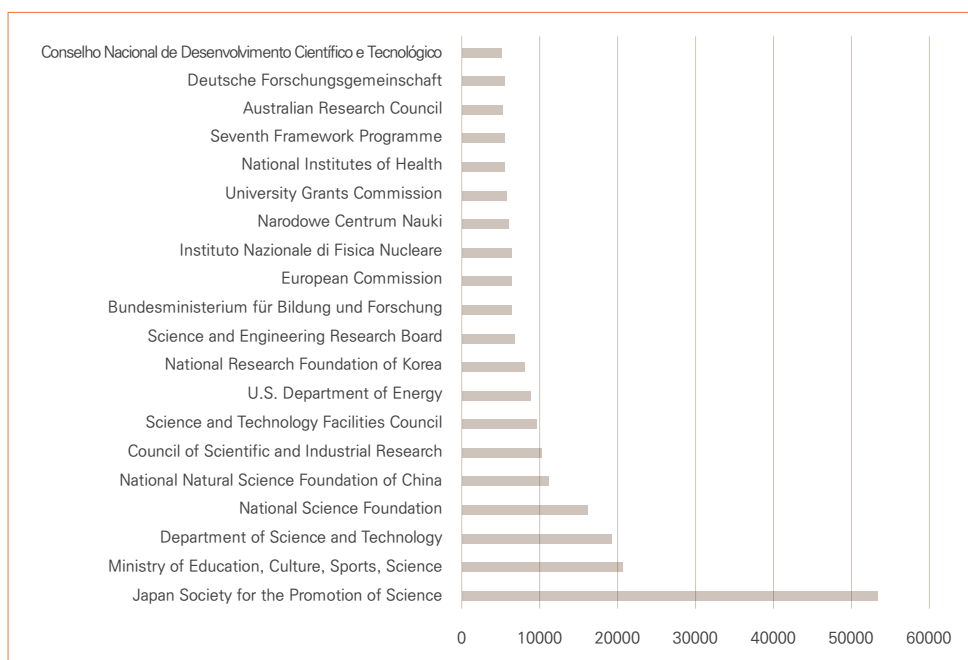 Conselho Nacional de Desenvolvimento Científico e Tecnológico
Deutsche Forschungsgemeinschaft
Australian Research Council
Seventh Framework Programme
National Institutes of Health
University Grants Commission
Narodowe Centrum Nauki
Instituto Nazionale di Fisica Nucleare
European Commission
Bundesministerium für Bildung und Forschung
Science and Engineering Research Board
National Research Foundation of Korea
U.S. Department of Energy
Science and Technology Facilities Council
Council of Scientific and Industrial Research
National Natural Science Foundation of China
National Science Foundation
Department of Science and Technology
Ministry of Education, Culture, Sports, Science
Japan Society for the Promotion of Science
0 10000 20000 30000 40000 50000 60000